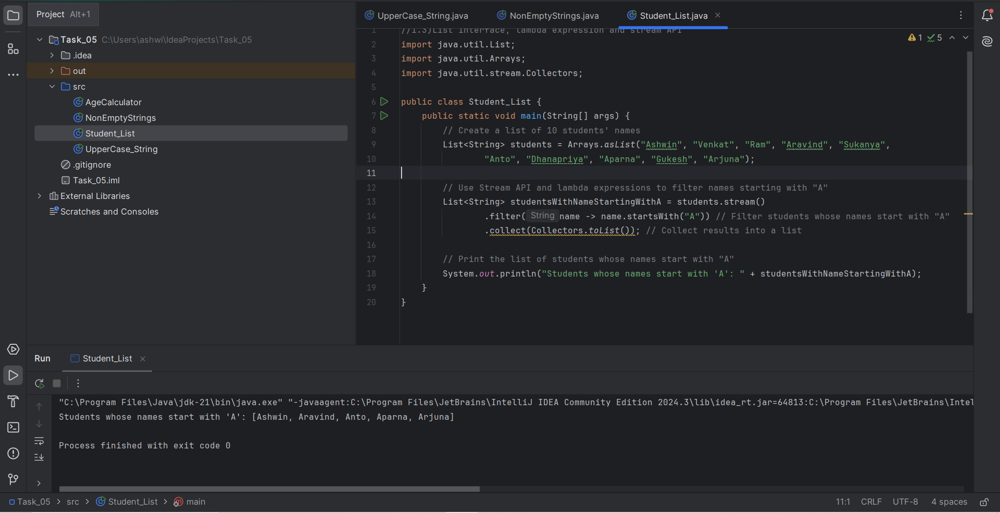 Project Alt+1
Task_05 C:\Users\ashwi\IdeaProjects\Task_05
.idea
out
src
AgeCalculator
NonEmptyStrings
Student_List
UpperCase_String
.gitignore
Task_05.iml
External Libraries
Scratches and Consoles
UpperCase_String.java NonEmptyStrings.java Student_List.java
1 5
1 //1.3)List interface, lambda expression and stream API
2 import java.util.List;
3 import java.util.Arrays;
4 import java.util.stream.Collectors;
5
6 public class Student_List {
7 public static void main(String[] args) {
8 // Create a list of 10 students' names
9 List<String> students = Arrays.asList("Ashwin", "Venkat", "Ram", "Aravind", "Sukanya",
10 "Anto", "Dhanapriya", "Aparna", "Gukesh", "Arjuna");
11
12 // Use Stream API and lambda expressions to filter names starting with "A"
13 List<String> studentsWithNameStartingWithA = students.stream()
14 .filter( String name -> name.startsWith("A")) // Filter students whose names start with "A"
15 .collect(Collectors.toList()); // Collect results into a list
16
17 // Print the list of students whose names start with "A"
18 System.out.println("Students whose names start with 'A': " + studentsWithNameStartingWithA);
19 }
20 }
Run Student_List
"C:\Program Files\Java\jdk-21\bin\java.exe" "-javaagent:C:\Program Files\JetBrains\IntelliJ IDEA Community Edition 2024.3\lib\idea_rt.jar=64813:C:\Program Files\JetBrains\Intel
Students whose names start with 'A': [Ashwin, Aravind, Anto, Aparna, Arjuna]
Process finished with exit code 0
Task_05 > src > Student_List > main
11:1 CRLF UTF-8 4 spaces